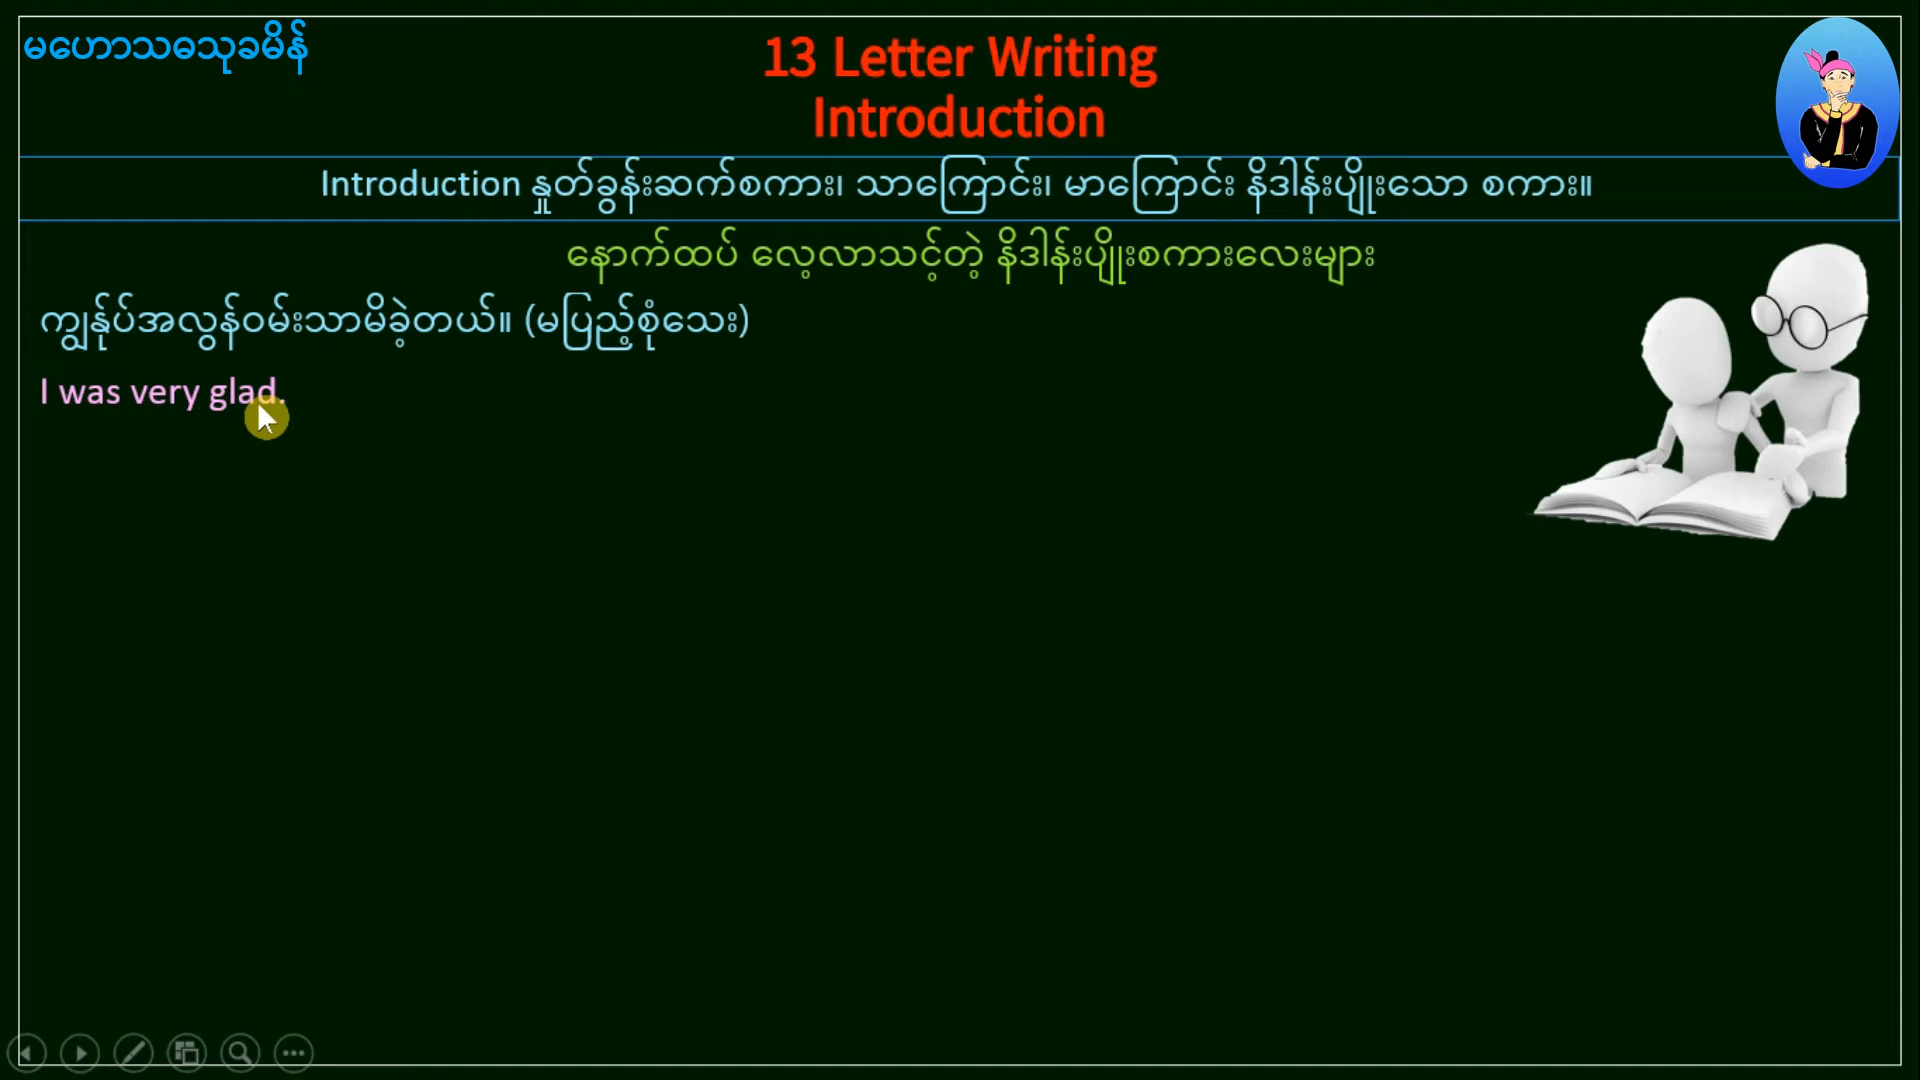 မဟောသဓသုခမိန်
13 Letter Writing
Introduction
Introduction နှုတ်ခွန်းဆက်စကား၊ သာကြောင်း၊ မာကြောင်း နိဒါန်းပျိုးသော စကား။
နောက်ထပ် လေ့လာသင့်တဲ့ နိဒါန်းပျိုးစကားလေးများ
ကျွန်ုပ်အလွန်ဝမ်းသာမိခဲ့တယ်။ (မပြည့်စုံသေး)
I was very glad.